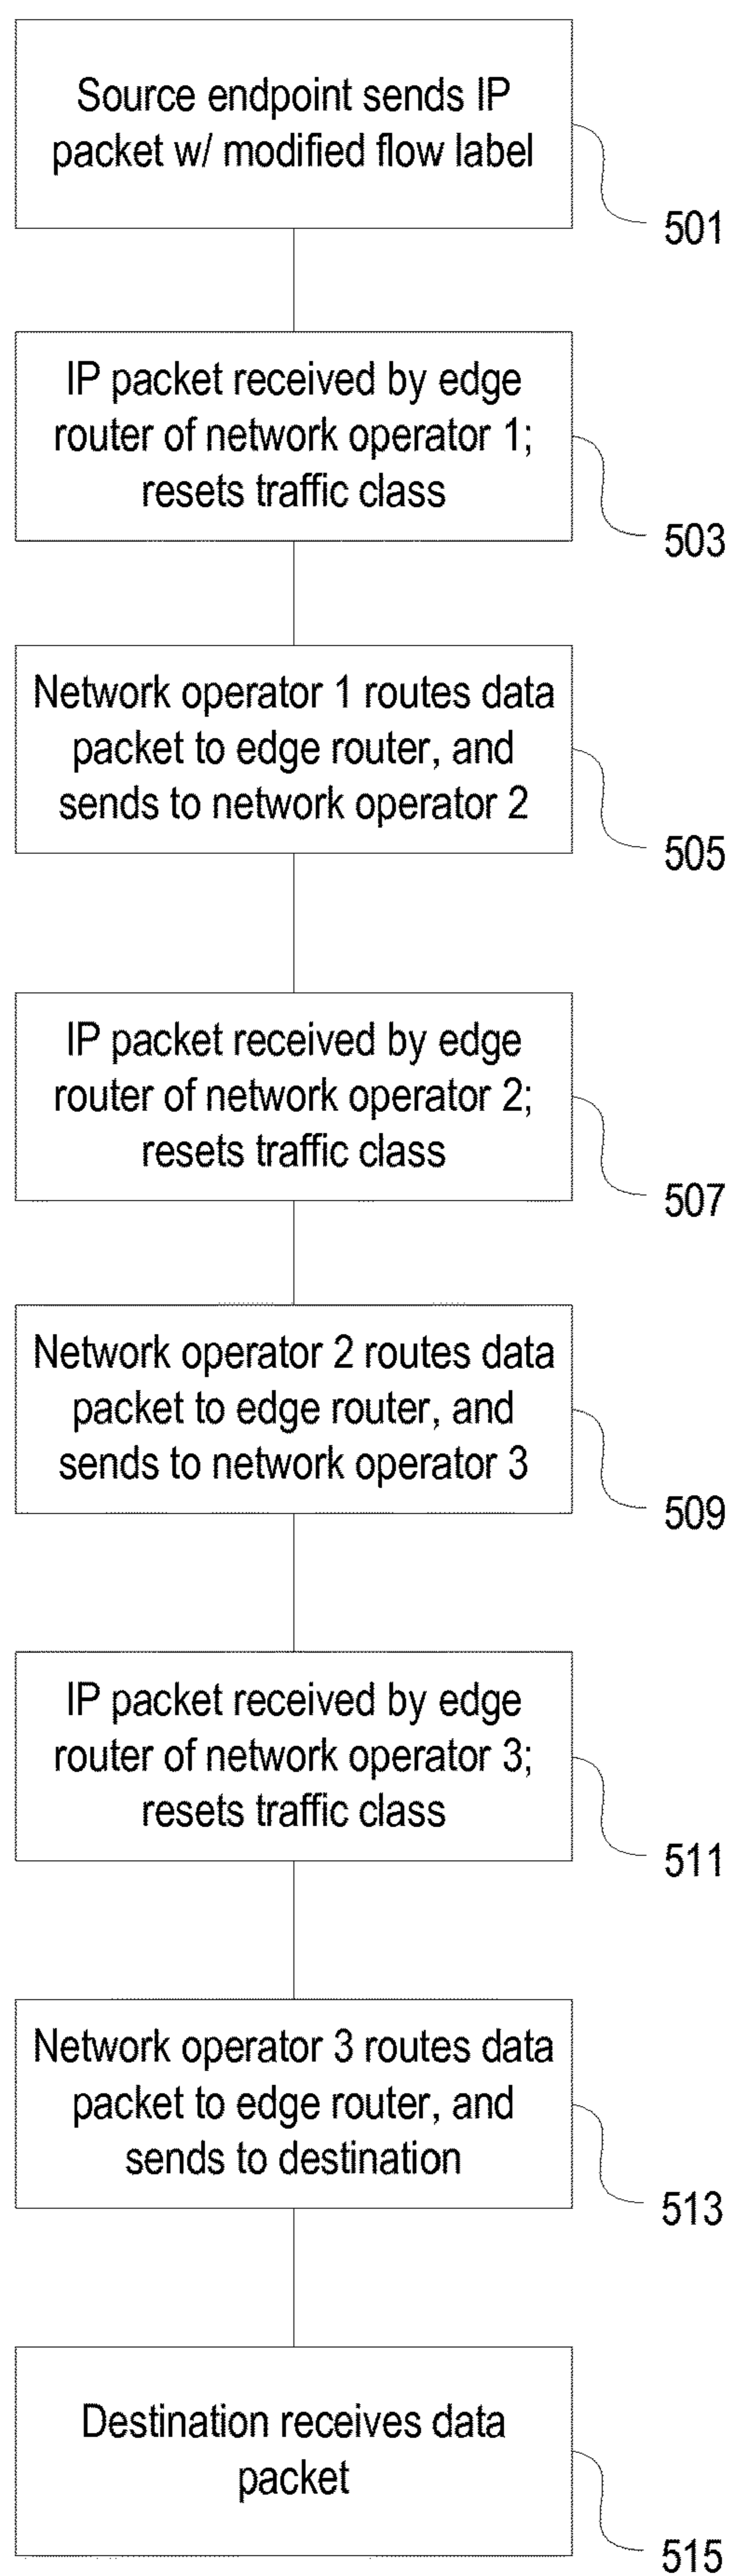 Source endpoint sends IP
packet w/ modified flow label
501
IP packet received by edge
router of network operator 1;
resets traffic class
503
Network operator 1 routes data
packet to edge router, and
sends to network operator 2
505
IP packet received by edge
router of network operator 2;
resets traffic class
507
Network operator 2 routes data
packet to edge router, and
sends to network operator 3
509
IP packet received by edge
router of network operator 3;
resets traffic class
511
Network operator 3 routes data
packet to edge router, and
sends to destination
513
Destination receives data
packet
515